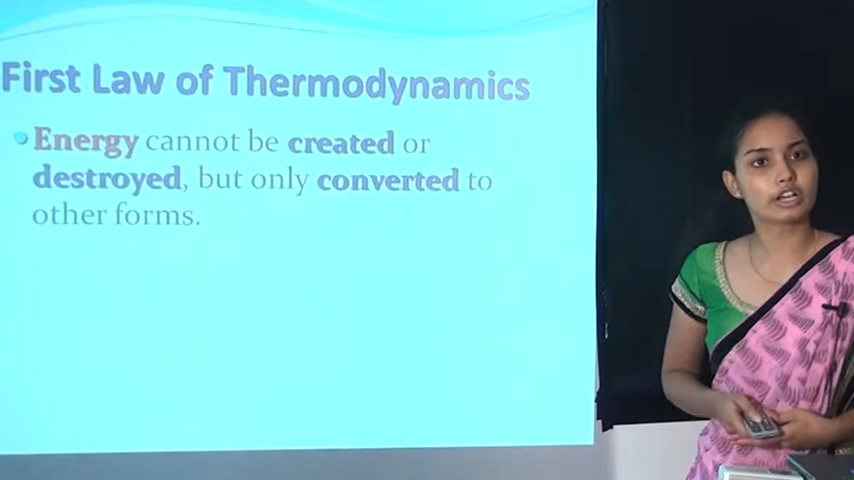 First Law of Thermodynamics
Energy cannot be created or
destroyed, but only converted to
other forms.